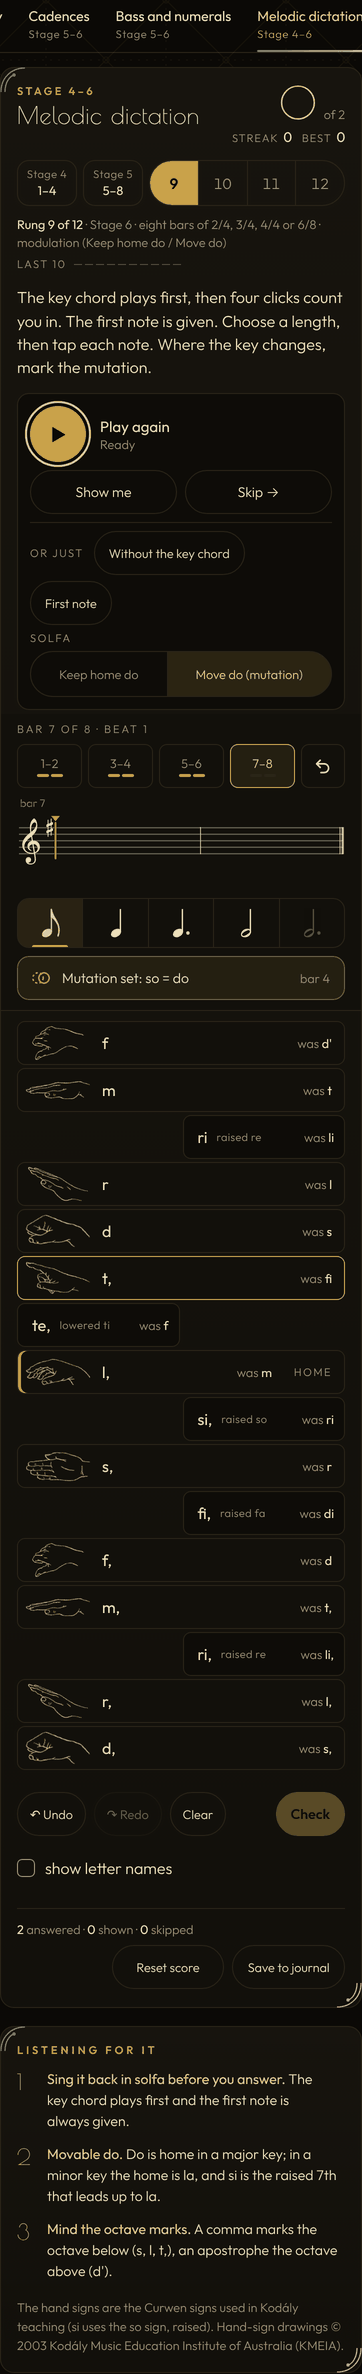 Cadences
Stage 5–6
Bass and numerals
Stage 5–6
Melodic dictation
Stage 4–6
STAGE 4–6
Melodic dictation
of 2
STREAK 0 BEST 0
Stage 4
1–4
Stage 5
5–8
9
10
11
12
Rung 9 of 12 · Stage 6 · eight bars of 2/4, 3/4, 4/4 or 6/8 ·
modulation (Keep home do / Move do)
LAST 10 — — — — — — — — — —
The key chord plays first, then four clicks count
you in. The first note is given. Choose a length,
then tap each note. Where the key changes,
mark the mutation.
Play again
Ready
Show me
Skip →
OR JUST
Without the key chord
First note
SOLFA
Keep home do
Move do (mutation)
BAR 7 OF 8 · BEAT 1
1–2
3–4
5–6
7–8
bar 7
Mutation set: so = do
bar 4
f
was d'
m
was t
ri raised re was li
r
was l
d
was s
t,
was fi
te, lowered ti was f
l,
was m HOME
si, raised so was ri
s,
was r
fi, raised fa was di
f,
was d
m,
was t,
ri, raised re was li,
r,
was l,
d,
was s,
↶ Undo
↷ Redo
Clear
Check
show letter names
2 answered · 0 shown · 0 skipped
Reset score
Save to journal
LISTENING FOR IT
1 Sing it back in solfa before you answer. The
key chord plays first and the first note is
always given.
2 Movable do. Do is home in a major key; in a
minor key the home is la, and si is the raised 7th
that leads up to la.
3 Mind the octave marks. A comma marks the
octave below (s, l, t,), an apostrophe the octave
above (d').
The hand signs are the Curwen signs used in Kodály
teaching (si uses the so sign, raised). Hand-sign drawings ©
2003 Kodály Music Education Institute of Australia (KMEIA).